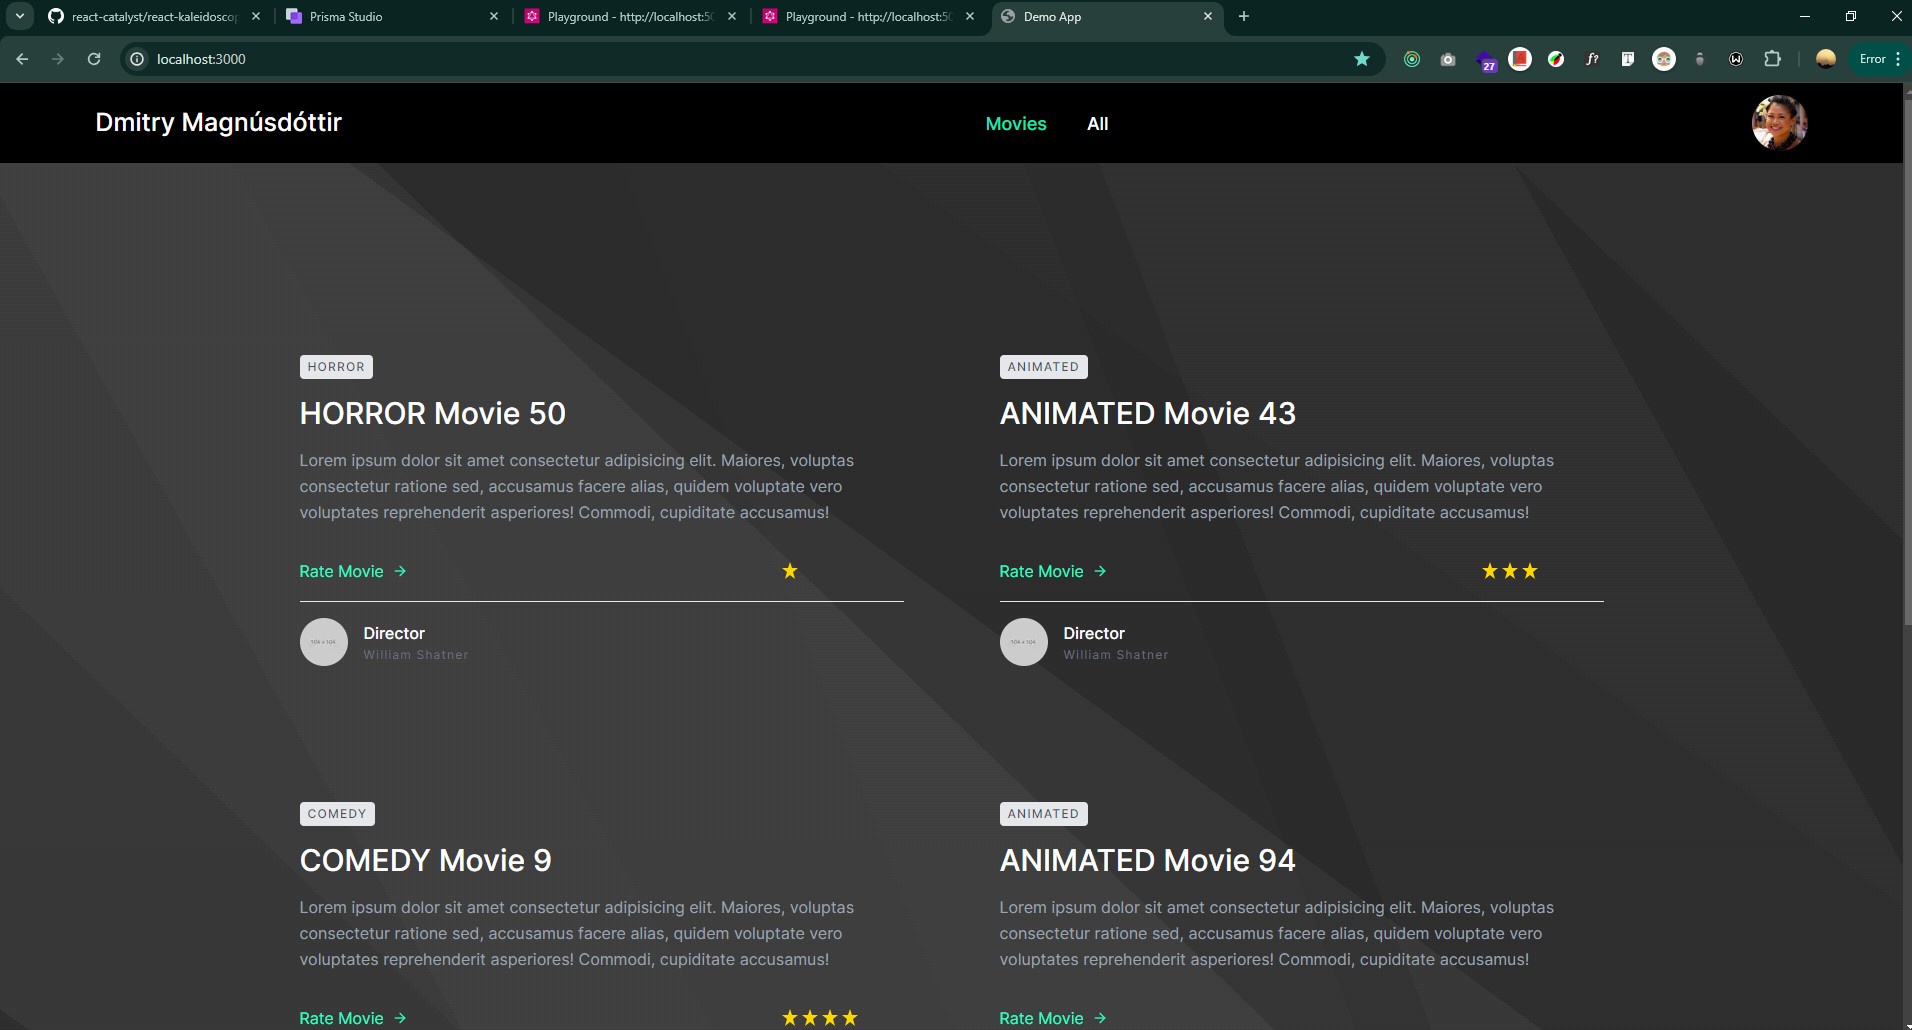 react-catalyst/react-kaleidoscop
Prisma Studio
Playground - http://localhost:50
Playground - http://localhost:50
Demo App
localhost:3000
27
f?
T
W
Error
Dmitry Magnúsdóttir
Movies
All
HORROR
HORROR Movie 50
Lorem ipsum dolor sit amet consectetur adipisicing elit. Maiores, voluptas
consectetur ratione sed, accusamus facere alias, quidem voluptate vero
voluptates reprehenderit asperiores! Commodi, cupiditate accusamus!
Rate Movie →
104 x 104
Director
William Shatner
ANIMATED
ANIMATED Movie 43
Lorem ipsum dolor sit amet consectetur adipisicing elit. Maiores, voluptas
consectetur ratione sed, accusamus facere alias, quidem voluptate vero
voluptates reprehenderit asperiores! Commodi, cupiditate accusamus!
Rate Movie →
104 x 104
Director
William Shatner
COMEDY
COMEDY Movie 9
Lorem ipsum dolor sit amet consectetur adipisicing elit. Maiores, voluptas
consectetur ratione sed, accusamus facere alias, quidem voluptate vero
voluptates reprehenderit asperiores! Commodi, cupiditate accusamus!
Rate Movie →
ANIMATED
ANIMATED Movie 94
Lorem ipsum dolor sit amet consectetur adipisicing elit. Maiores, voluptas
consectetur ratione sed, accusamus facere alias, quidem voluptate vero
voluptates reprehenderit asperiores! Commodi, cupiditate accusamus!
Rate Movie →